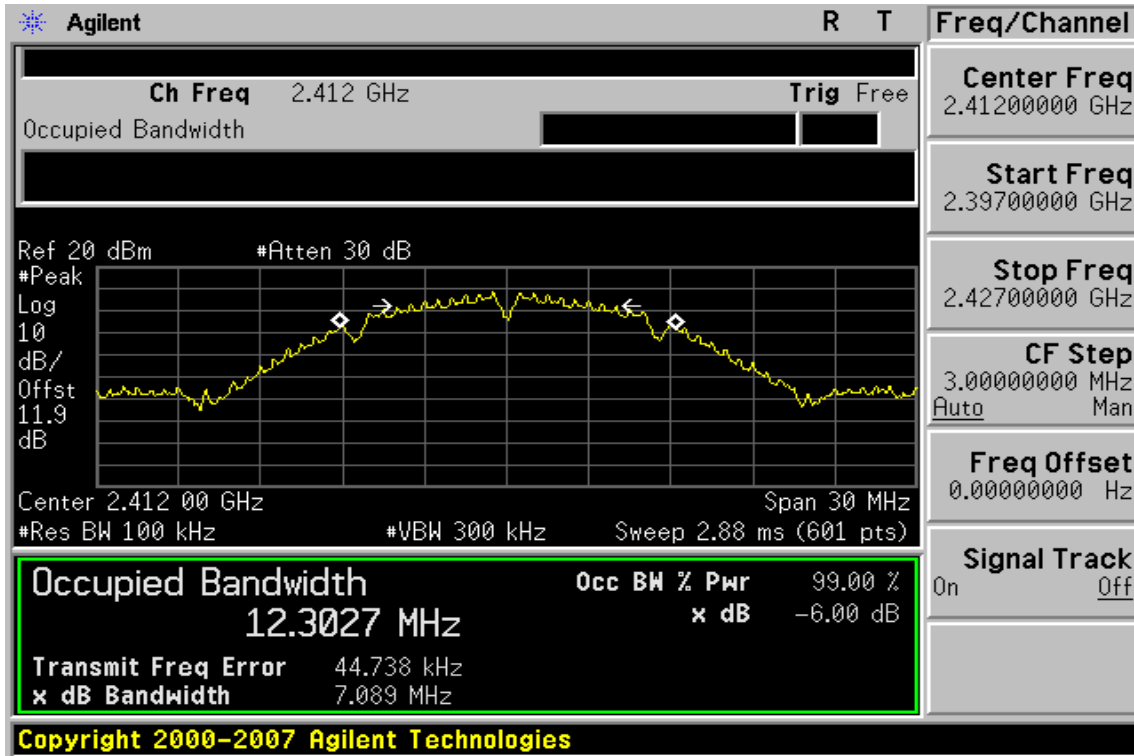 Agilent R T
Ch Freq 2.412 GHz Trig Free
Occupied Bandwidth
Ref 20 dBm #Atten 30 dB
#Peak
Log
10
dB/
Offst
11.9
dB
Center 2.412 00 GHz Span 30 MHz
#Res BW 100 kHz #VBW 300 kHz Sweep 2.88 ms (601 pts)
Occupied Bandwidth
12.3027 MHz
Occ BW % Pwr 99.00 %
x dB -6.00 dB
Transmit Freq Error 44.738 kHz
x dB Bandwidth 7.089 MHz
Copyright 2000-2007 Agilent Technologies
Freq/Channel
Center Freq
2.41200000 GHz
Start Freq
2.39700000 GHz
Stop Freq
2.42700000 GHz
CF Step
3.00000000 MHz
Auto Man
Freq Offset
0.00000000 Hz
Signal Track
On Off